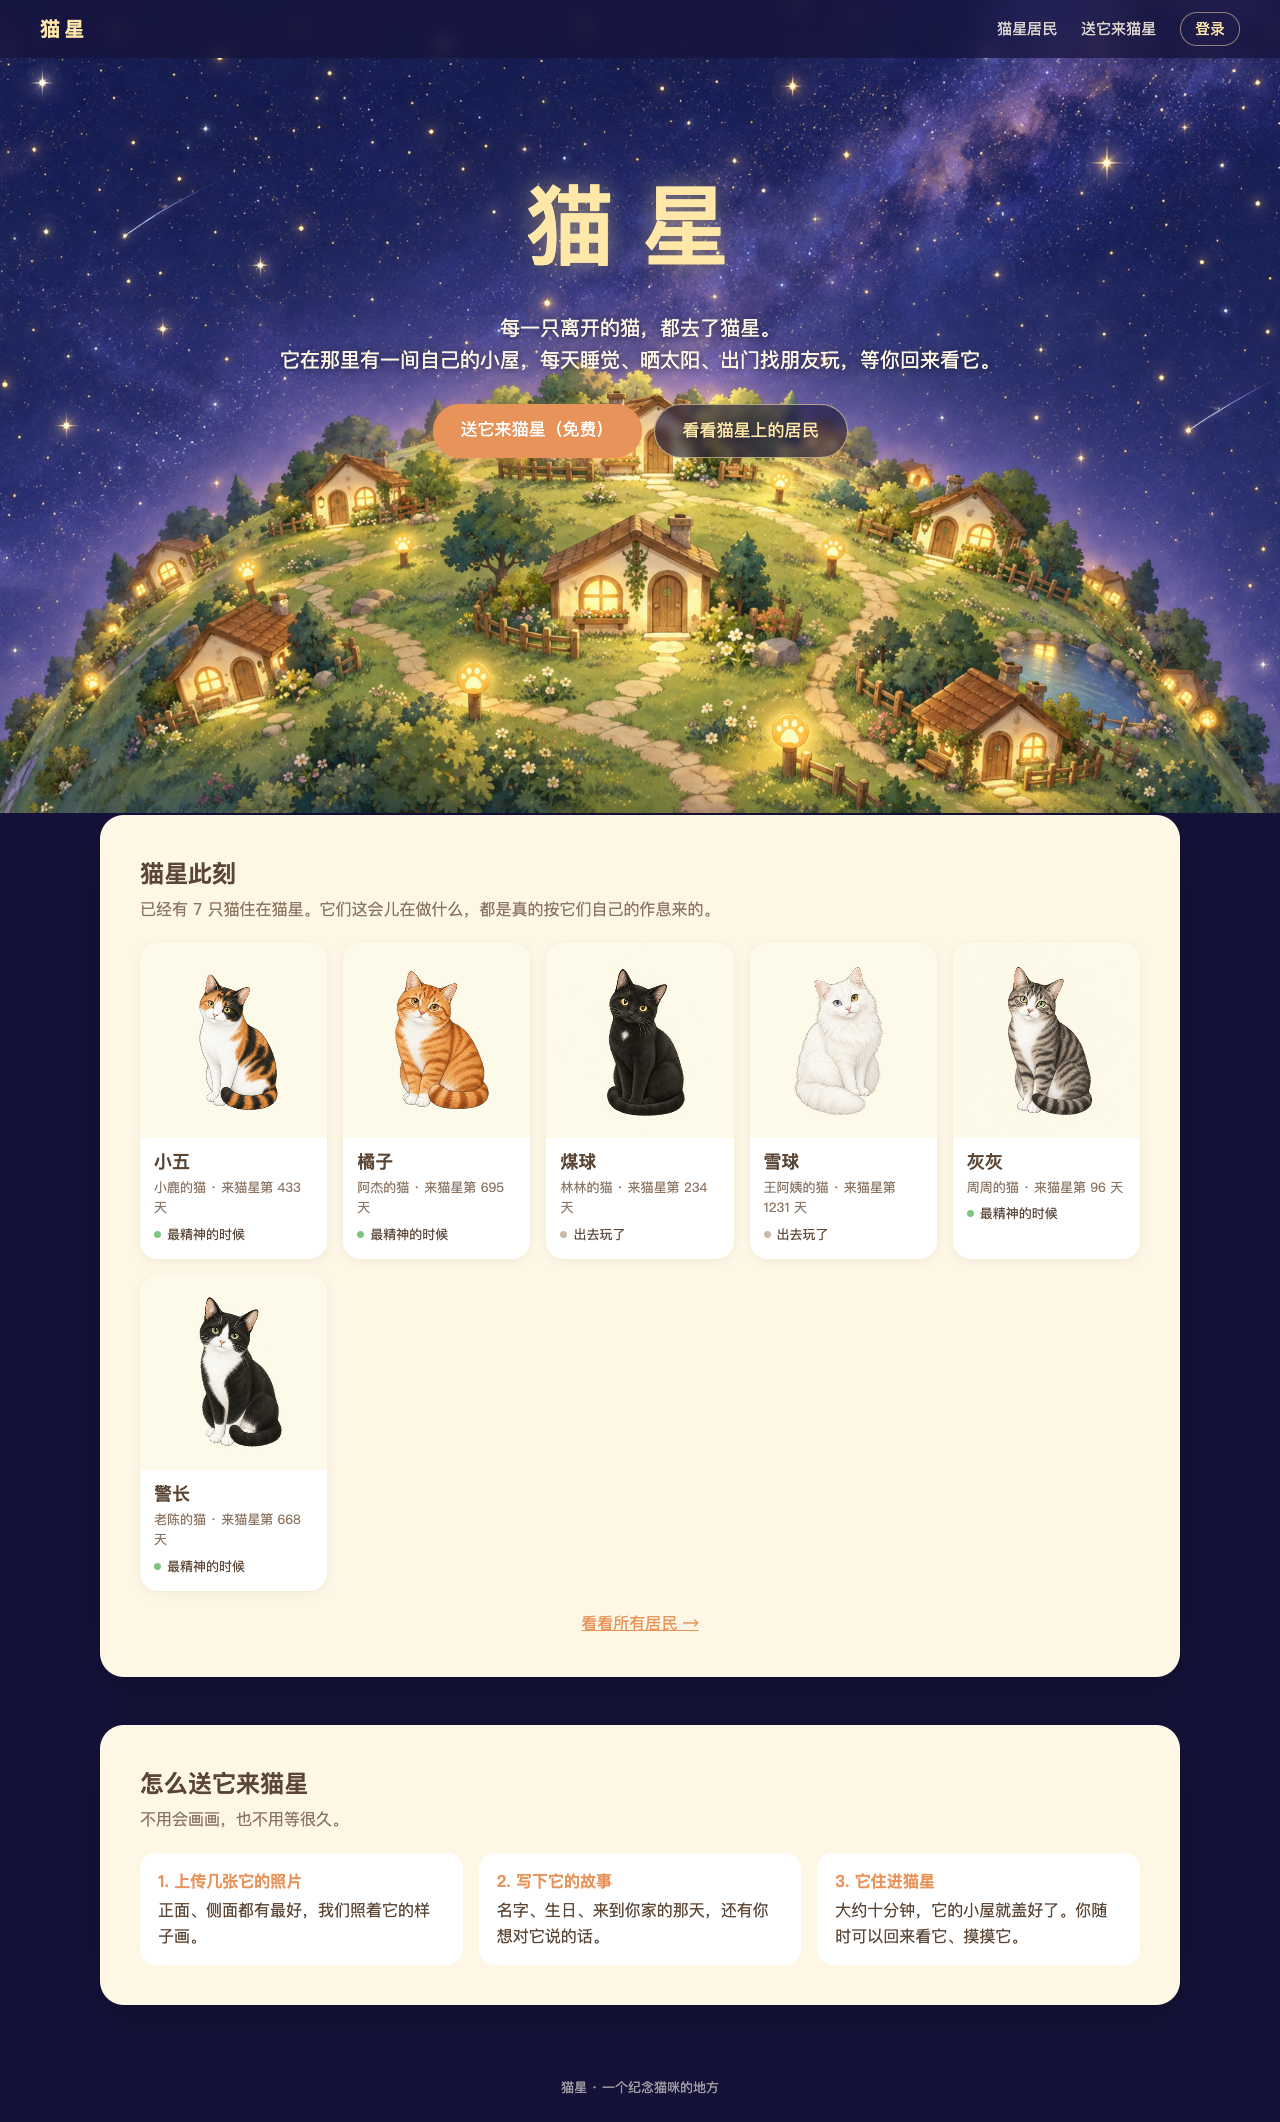 猫星
猫星居民
送它来猫星
登录
猫星
每一只离开的猫，都去了猫星。
它在那里有一间自己的小屋，每天睡觉、晒太阳、出门找朋友玩，等你回来看它。
送它来猫星（免费）
看看猫星上的居民
猫星此刻
已经有 7 只猫住在猫星。它们这会儿在做什么，都是真的按它们自己的作息来的。
小五
小鹿的猫 · 来猫星第 433
天
最精神的时候
橘子
阿杰的猫 · 来猫星第 695
天
最精神的时候
煤球
林林的猫 · 来猫星第 234
天
出去玩了
雪球
王阿姨的猫 · 来猫星第
1231 天
出去玩了
灰灰
周周的猫 · 来猫星第 96 天
最精神的时候
警长
老陈的猫 · 来猫星第 668
天
最精神的时候
看看所有居民 →
怎么送它来猫星
不用会画画，也不用等很久。
1. 上传几张它的照片
正面、侧面都有最好，我们照着它的样
子画。
2. 写下它的故事
名字、生日、来到你家的那天，还有你
想对它说的话。
3. 它住进猫星
大约十分钟，它的小屋就盖好了。你随
时可以回来看它、摸摸它。
猫星 · 一个纪念猫咪的地方